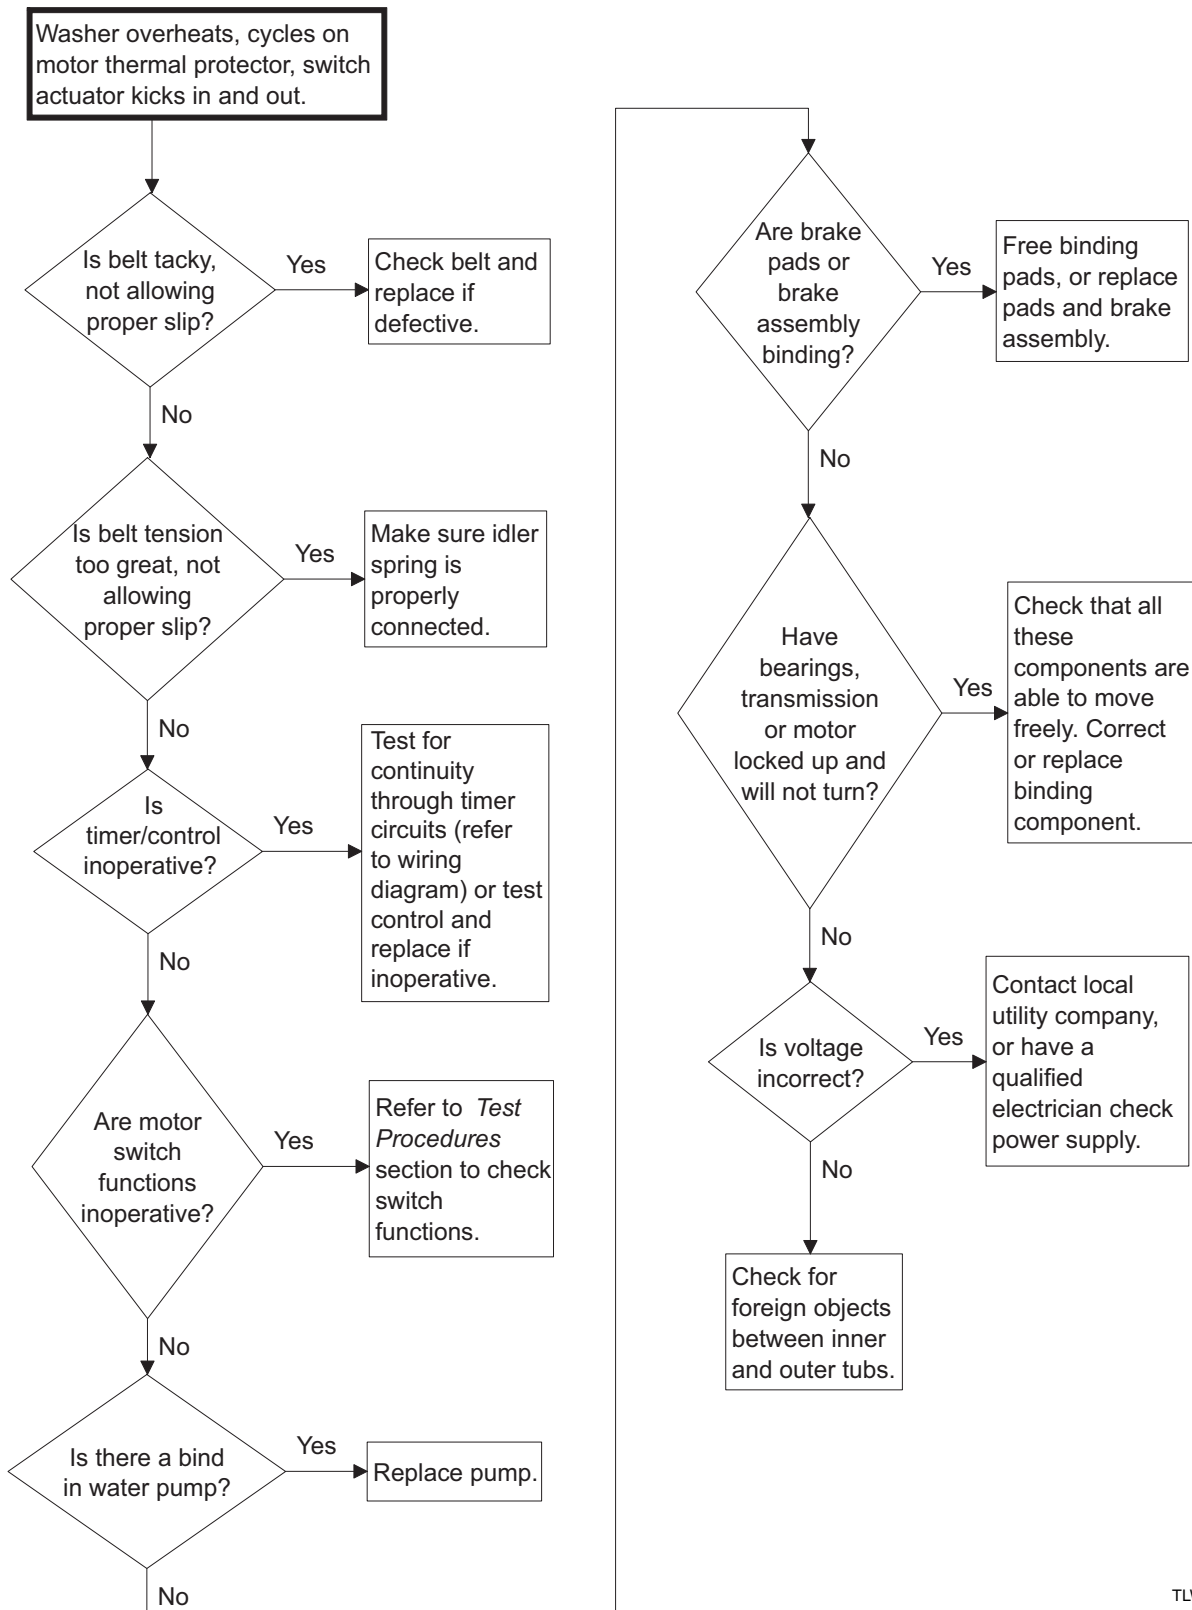 Washer overheats, cycles on
motor thermal protector, switch
actuator kicks in and out.
Is belt tacky,
not allowing
proper slip?
Yes
Check belt and
replace if
defective.
No
Is belt tension
too great, not
allowing
proper slip?
Yes
Make sure idler
spring is
properly
connected.
No
Is
timer/control
inoperative?
Yes
Test for
continuity
through timer
circuits (refer
to wiring
diagram) or test
control and
replace if
inoperative.
No
Are motor
switch
functions
inoperative?
Yes
Refer to Test
Procedures
section to check
switch
functions.
No
Is there a bind
in water pump?
Yes
Replace pump.
No
Are brake
pads or
brake
assembly
binding?
Yes
Free binding
pads, or replace
pads and brake
assembly.
No
Have
bearings,
transmission
or motor
locked up and
will not turn?
Yes
Check that all
these
components are
able to move
freely. Correct
or replace
binding
component.
No
Is voltage
incorrect?
Yes
Contact local
utility company,
or have a
qualified
electrician check
power supply.
No
Check for
foreign objects
between inner
and outer tubs.